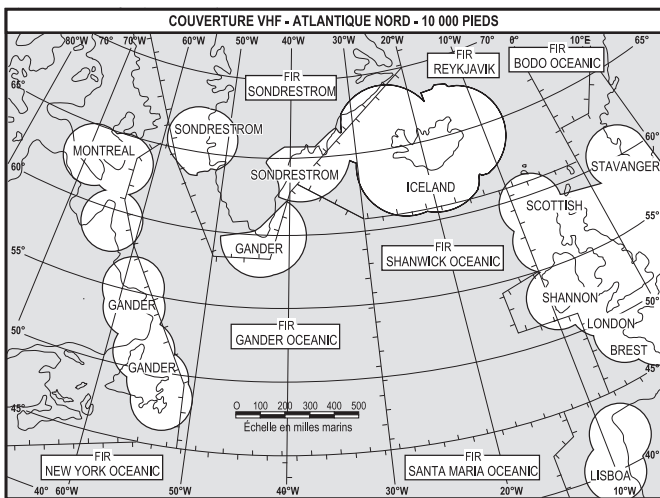 COUVERTURE VHF - ATLANTIQUE NORD - 10 000 PIEDS
80°W 70°W 60°W 50°W 40°W 30°W 20°W 10°W 70° 0° 10°E 65°
FIR
SONDRESTROM
FIR
REYKJAVIK
FIR
BODO OCEANIC
65°
60°
55°
50°
45°
MONTREAL
SONDRESTROM
SONDRESTROM
ICELAND
60°
STAVANGER
SCOTTISH
55°
GANDER
FIR
SHANWICK OCEANIC
GANDER
SHANNON
50°
LONDON
FIR
GANDER OCEANIC
BREST
45°
GANDER
0 100 200 300 400 500
Échelle en milles marins
FIR
NEW YORK OCEANIC
FIR
SANTA MARIA OCEANIC
40°
LISBOA
40° 60°W 50°W 40°W 30°W 20°W 10°W